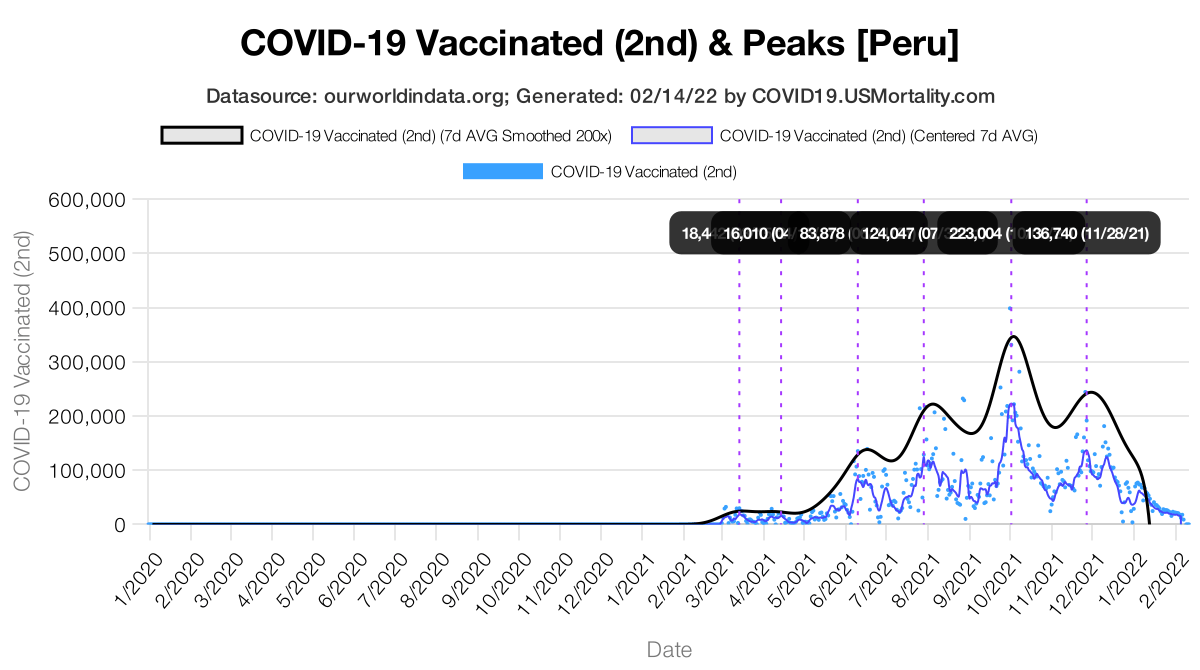 COVID-19 Vaccinated (2nd) & Peaks [Peru]
Datasource: ourworldindata.org; Generated: 02/14/22 by COVID19.USMortality.com
COVID-19 Vaccinated (2nd) (7d AVG Smoothed 200x) COVID-19 Vaccinated (2nd) (Centered 7d AVG)
COVID-19 Vaccinated (2nd)
600,000
500,000
400,000
300,000
200,000
100,000
0
COVID-19 Vaccinated (2nd)
16,010 (04/ 83,878 124,047 (07/ 223,004 136,740 (11/28/21)
1/2020 2/2020 3/2020 4/2020 5/2020 6/2020 7/2020 8/2020 9/2020 10/2020 11/2020 12/2020 1/2021 2/2021 3/2021 4/2021 5/2021 6/2021 7/2021 8/2021 9/2021 10/2021 11/2021 12/2021 1/2022 2/2022
Date